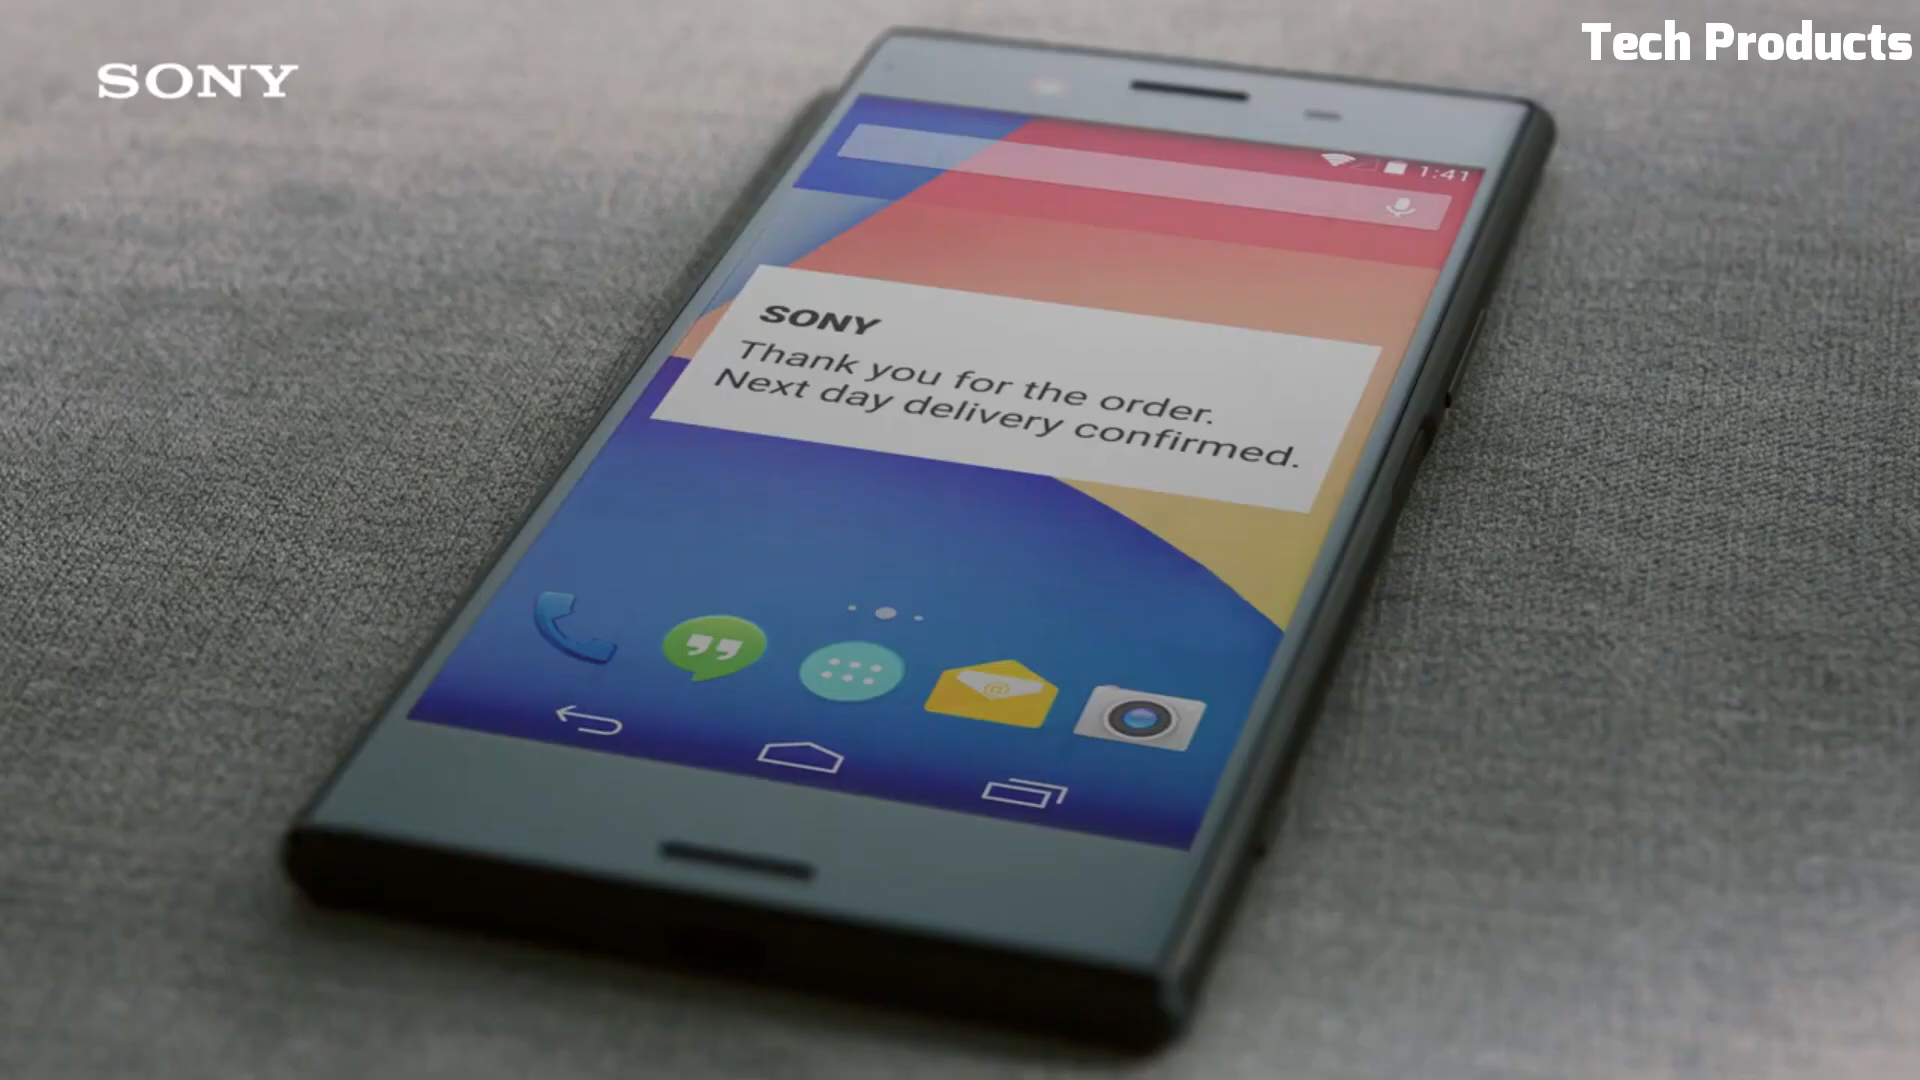 SONY
Tech Products
1:41
SONY
Thank you for the order.
Next day delivery confirmed.